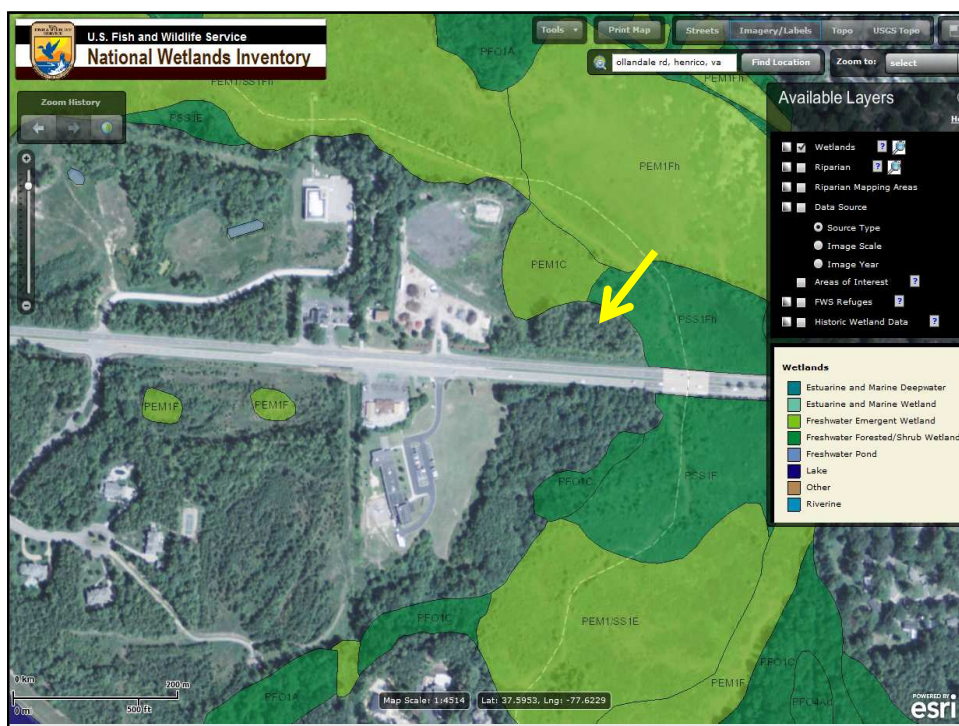 U.S. Fish and Wildlife Service
National Wetlands Inventory
Tools
Print Map
Streets
Imagery/Labels
Topo
USGS Topo
ollandale rd, henrico, va
Find Location
Zoom to:
select
Zoom History
Available Layers
Wetlands ?
Riparian ?
Riparian Mapping Areas
Data Source
Source Type
Image Scale
Image Year
Areas of Interest ?
FWS Refuges ?
Historic Wetland Data ?
Wetlands
Estuarine and Marine Deepwater
Estuarine and Marine Wetland
Freshwater Emergent Wetland
Freshwater Forested/Shrub Wetland
Freshwater Pond
Lake
Other
Riverine
PFO1A
PEM1/SS1Fh
PEM1Fh
PSS1E
PEM1Fh
PEM1C
PSS1Fh
PEM1F
PEM1F
PFO1C
PSS1F
PFO1C
PEM1/SS1E
PFO1C
PEM1F
PFO1A
PFO4Ad
0 km
200 m
0 m
500 ft
Map Scale: 1:4514
Lat: 37.5953, Lng: -77.6229
POWERED BY
esri